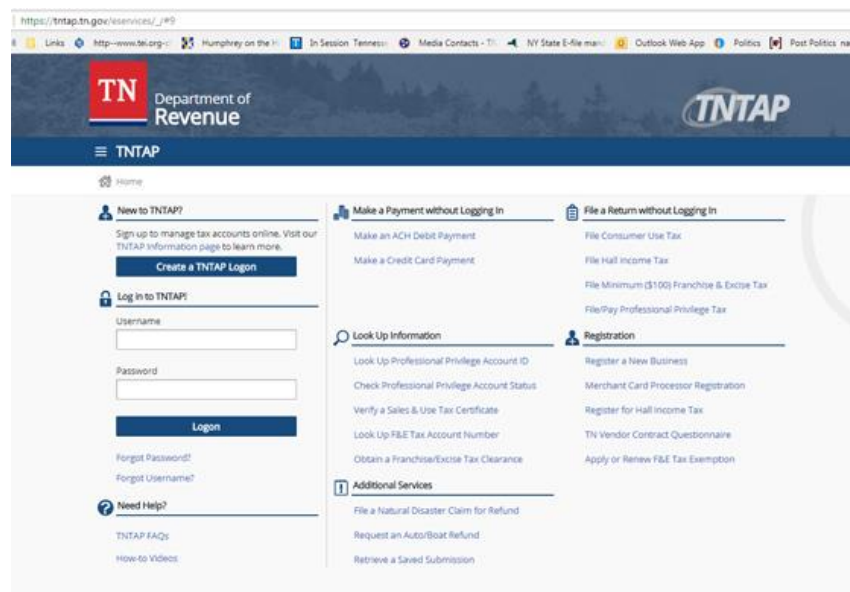 https://tntap.tn.gov/eservices/_/#9
Links
http--www.tei.org-
Humphrey on the H
In Session Tenness
Media Contacts - T
NY State E-file man
Outlook Web App
Politics
Post Politics na
TN Department of
Revenue
TNTAP
TNTAP
Home
New to TNTAP?
Sign up to manage tax accounts online. Visit our
TNTAP Information page to learn more.
Create a TNTAP Logon
Log in to TNTAP!
Username
Password
Logon
Forgot Password?
Forgot Username?
Need Help?
TNTAP FAQs
How-to Videos
Make a Payment without Logging In
Make an ACH Debit Payment
Make a Credit Card Payment
Look Up Information
Look Up Professional Privilege Account ID
Check Professional Privilege Account Status
Verify a Sales & Use Tax Certificate
Look Up F&E Tax Account Number
Obtain a Franchise/Excise Tax Clearance
Additional Services
File a Natural Disaster Claim for Refund
Request an Auto/Boat Refund
Retrieve a Saved Submission
File a Return without Logging In
File Consumer Use Tax
File Hall Income Tax
File Minimum ($100) Franchise & Excise Tax
File/Pay Professional Privilege Tax
Registration
Register a New Business
Merchant Card Processor Registration
Register for Hall Income Tax
TN Vendor Contract Questionnaire
Apply or Renew F&E Tax Exemption